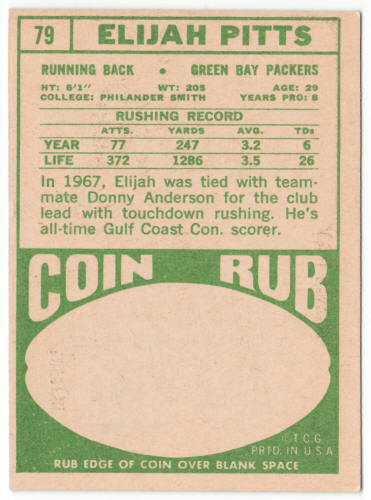 79 ELIJAH PITTS
RUNNING BACK • GREEN BAY PACKERS
HT: 6'1" WT: 205 AGE: 29
COLLEGE: PHILANDER SMITH YEARS PRO: 8
RUSHING RECORD
ATTS. YARDS AVG. TDs
YEAR 77 247 3.2 6
LIFE 372 1286 3.5 26
In 1967, Elijah was tied with team-
mate Donny Anderson for the club
lead with touchdown rushing. He's
all-time Gulf Coast Con. scorer.
COIN RUB
©T.C.G.
PRTD. IN U.S.A
RUB EDGE OF COIN OVER BLANK SPACE